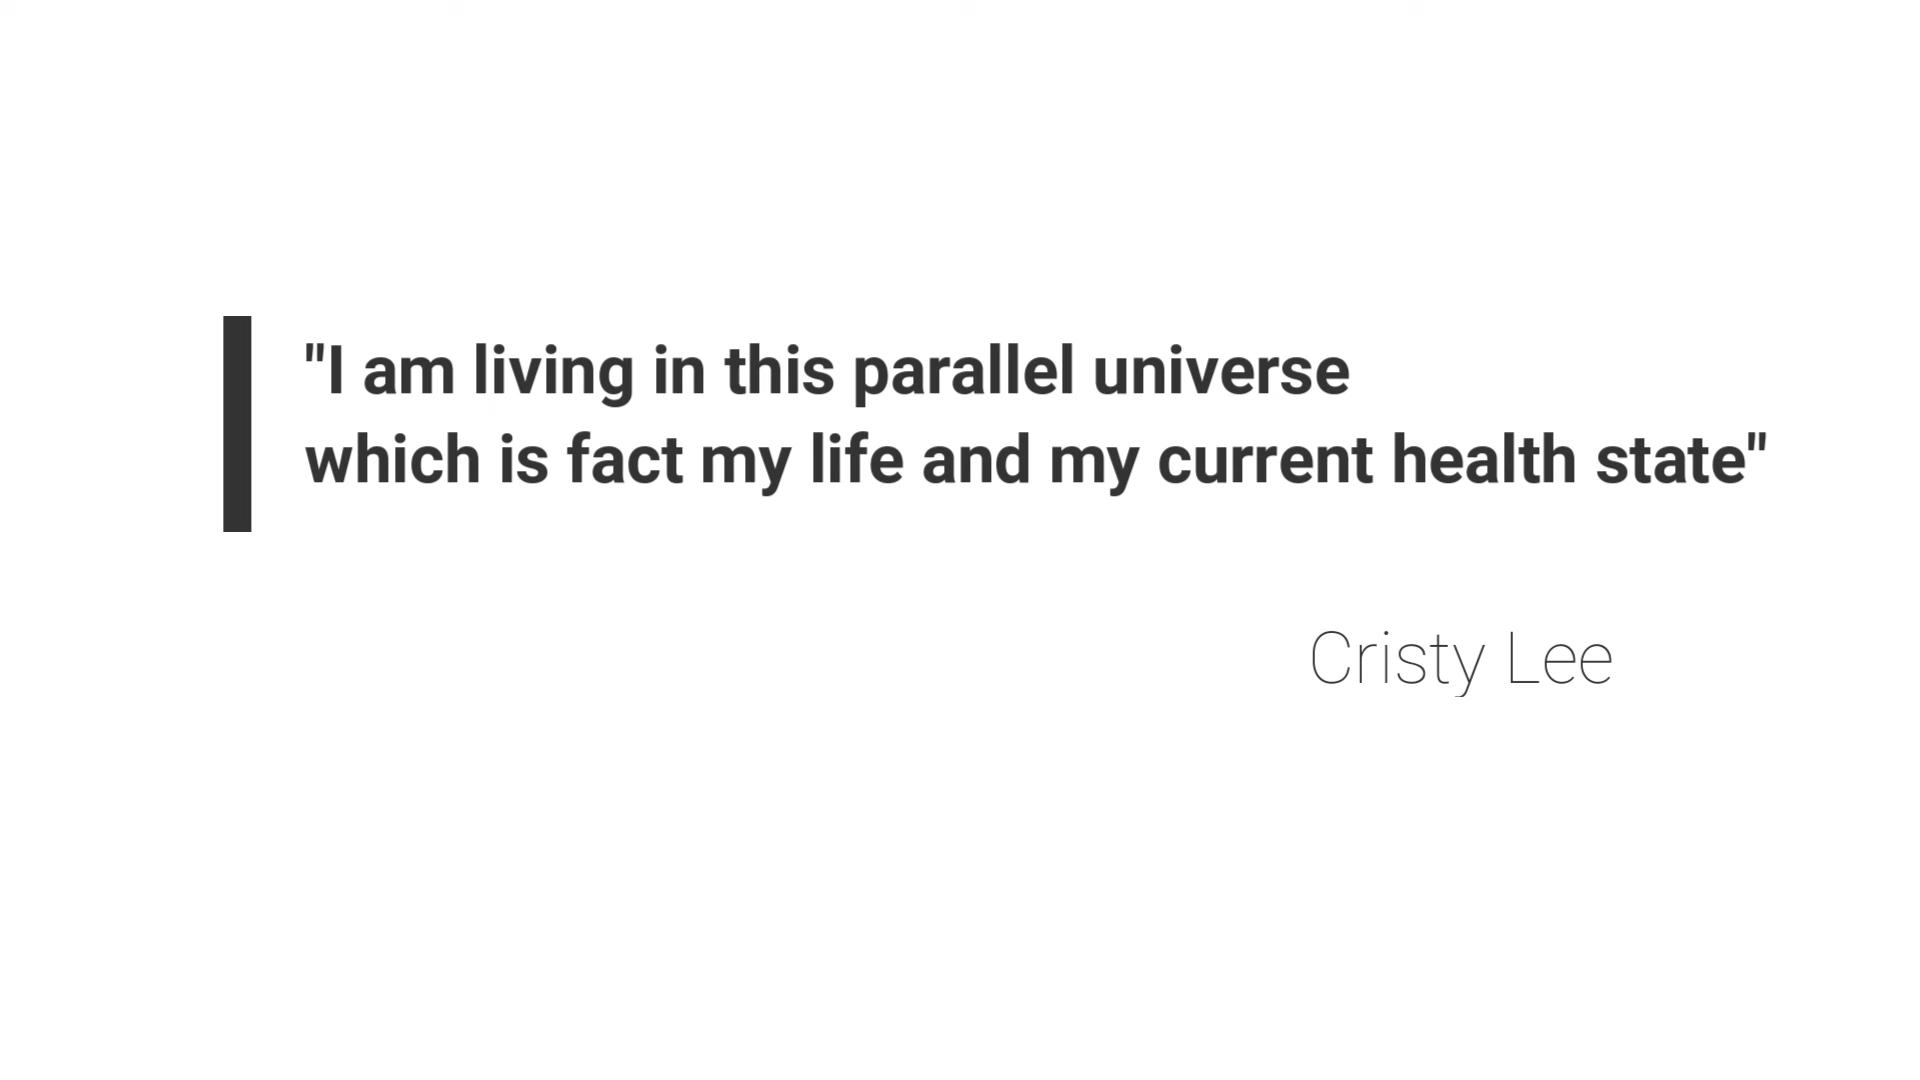 "I am living in this parallel universe
which is fact my life and my current health state"
Cristy Lee